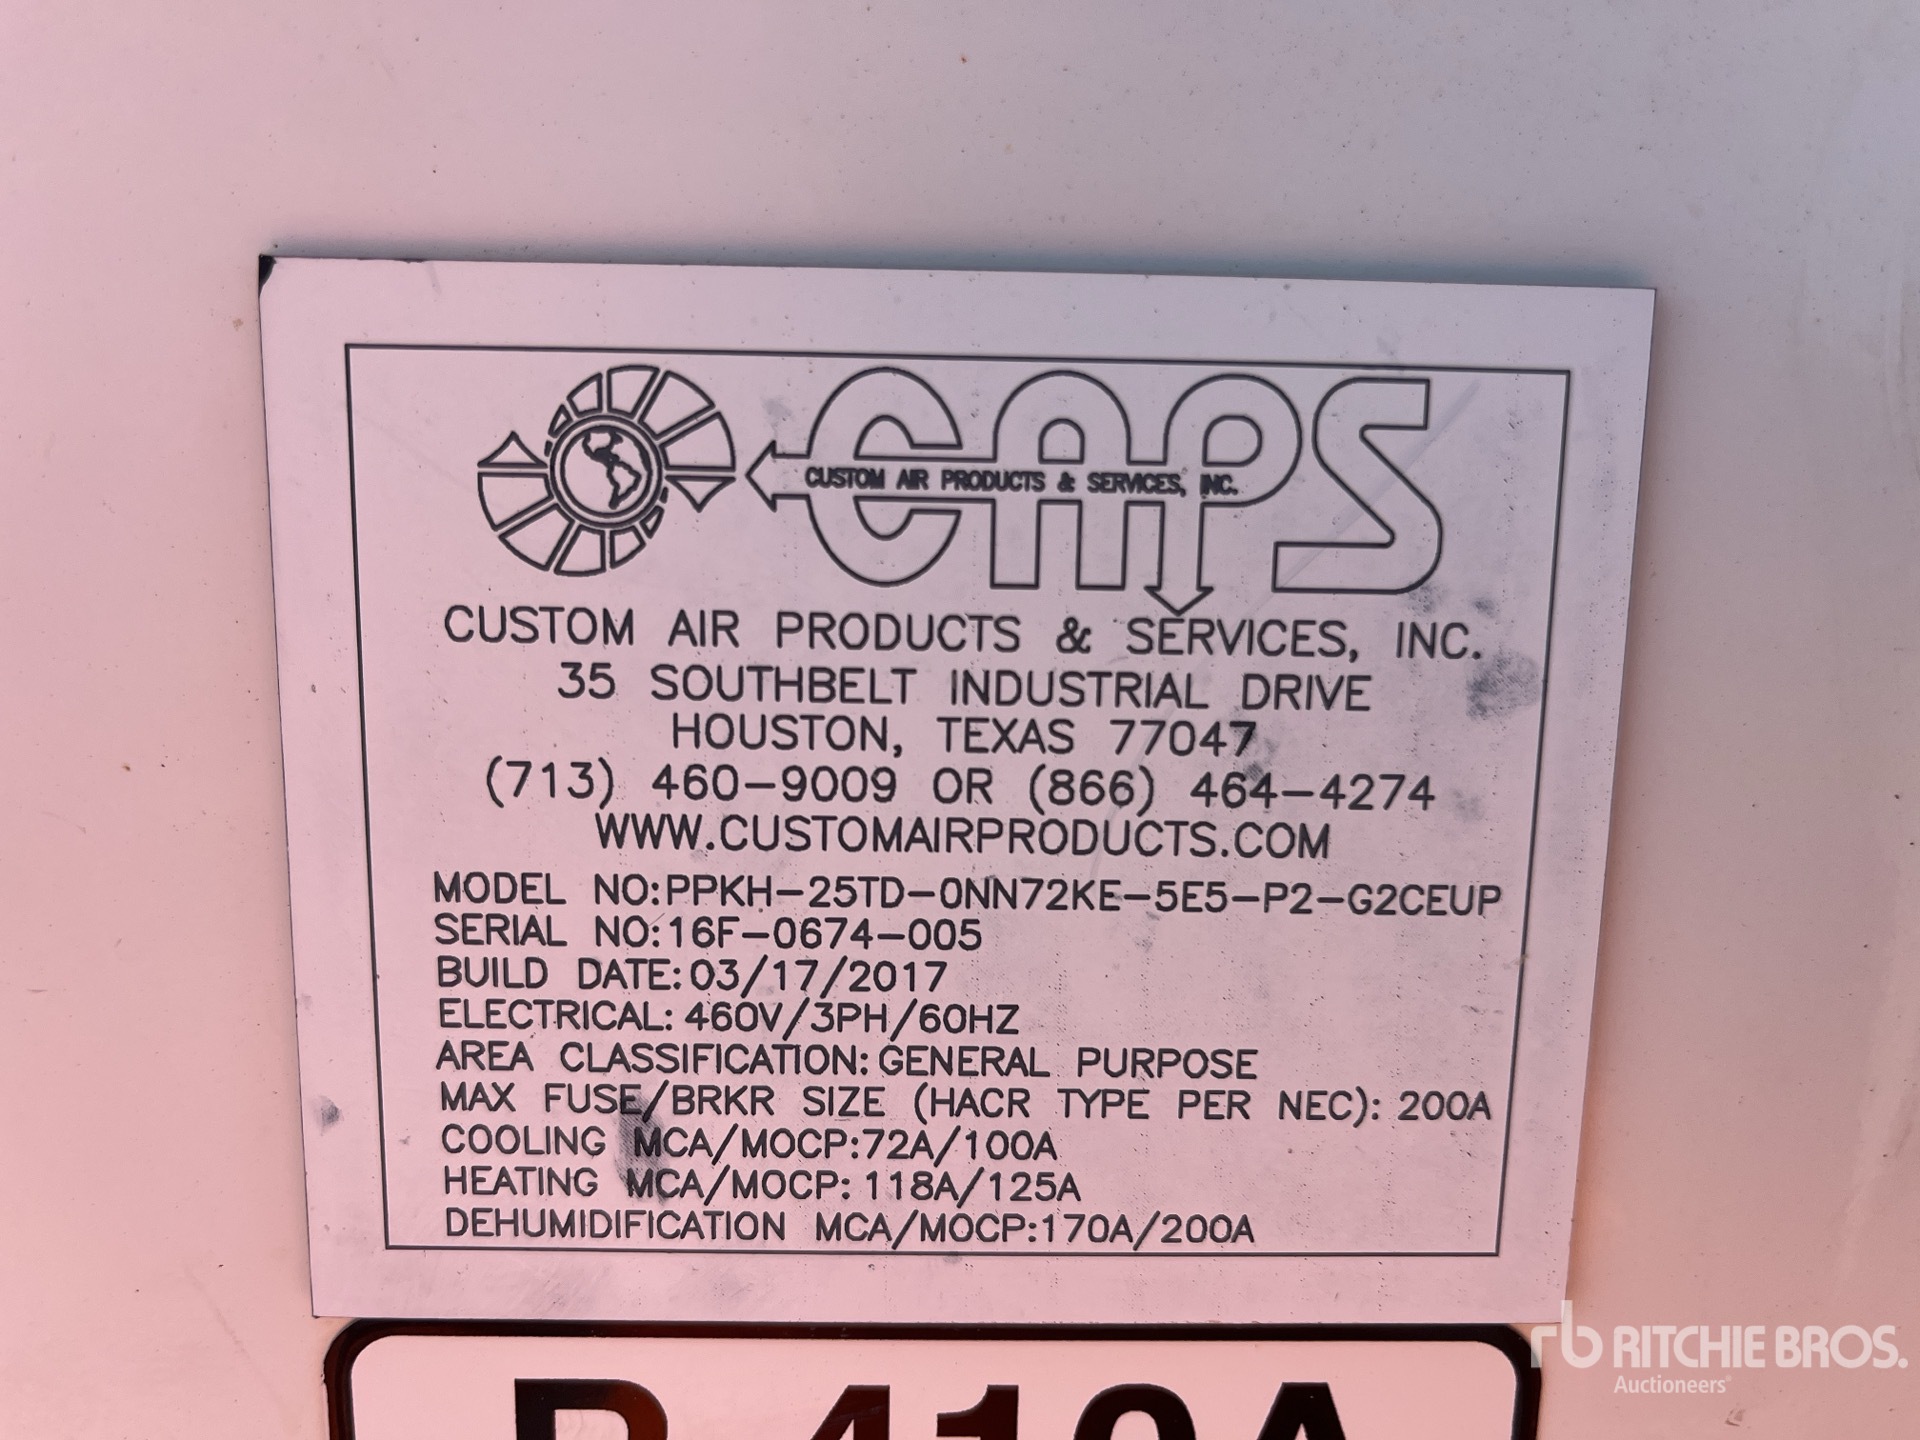 CAPS
CUSTOM AIR PRODUCTS & SERVICES, INC.
CUSTOM AIR PRODUCTS & SERVICES, INC.
35 SOUTHBELT INDUSTRIAL DRIVE
HOUSTON, TEXAS 77047
(713) 460-9009 OR (866) 464-4274
WWW.CUSTOMAIRPRODUCTS.COM
MODEL NO:PPKH-25TD-0NN72KE-5E5-P2-G2CEUP
SERIAL NO:16F-0674-005
BUILD DATE:03/17/2017
ELECTRICAL: 460V/3PH/60HZ
AREA CLASSIFICATION: GENERAL PURPOSE
MAX FUSE/BRKR SIZE (HACR TYPE PER NEC): 200A
COOLING MCA/MOCP:72A/100A
HEATING MCA/MOCP: 118A/125A
DEHUMIDIFICATION MCA/MOCP:170A/200A
R-410A
rb RITCHIE BROS.
Auctioneers